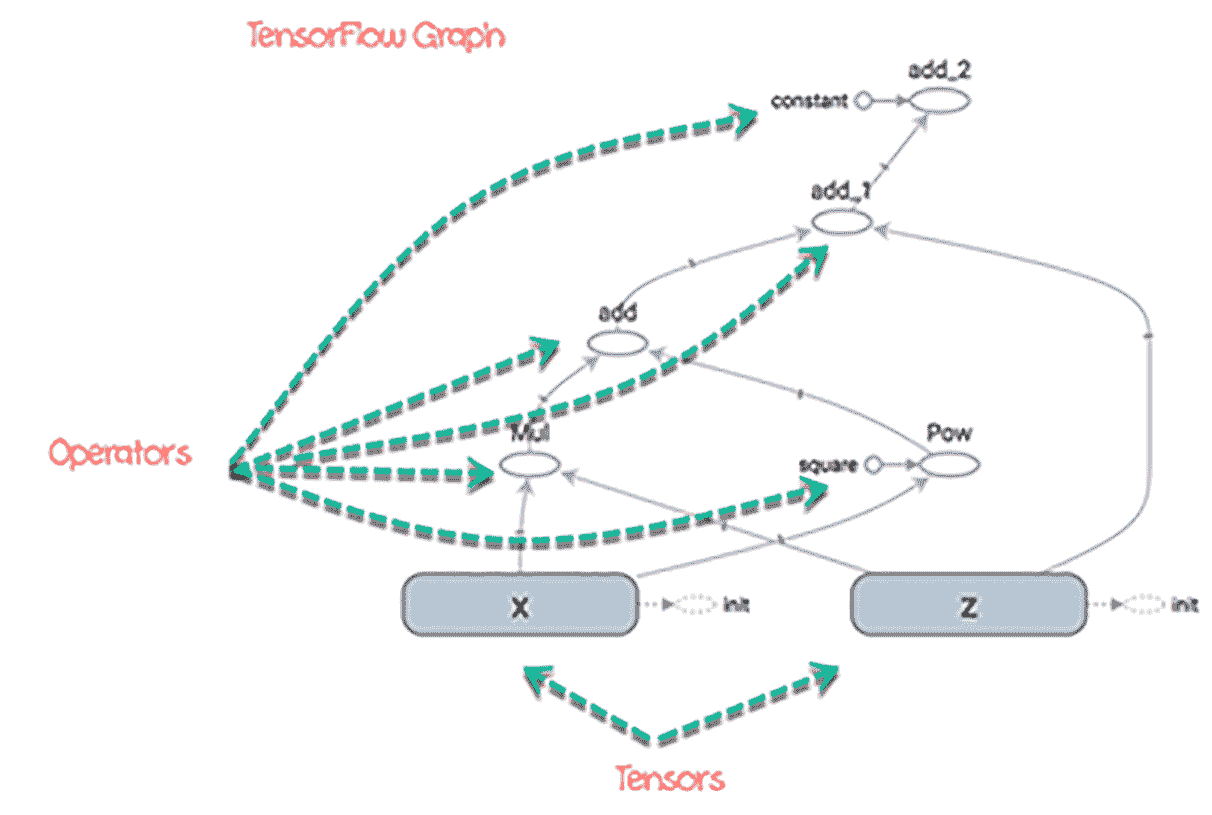 TensorFlow Graph
add_2
constant
add_1
add
Operators
Mul
Pow
square
X
init
Z
init
Tensors